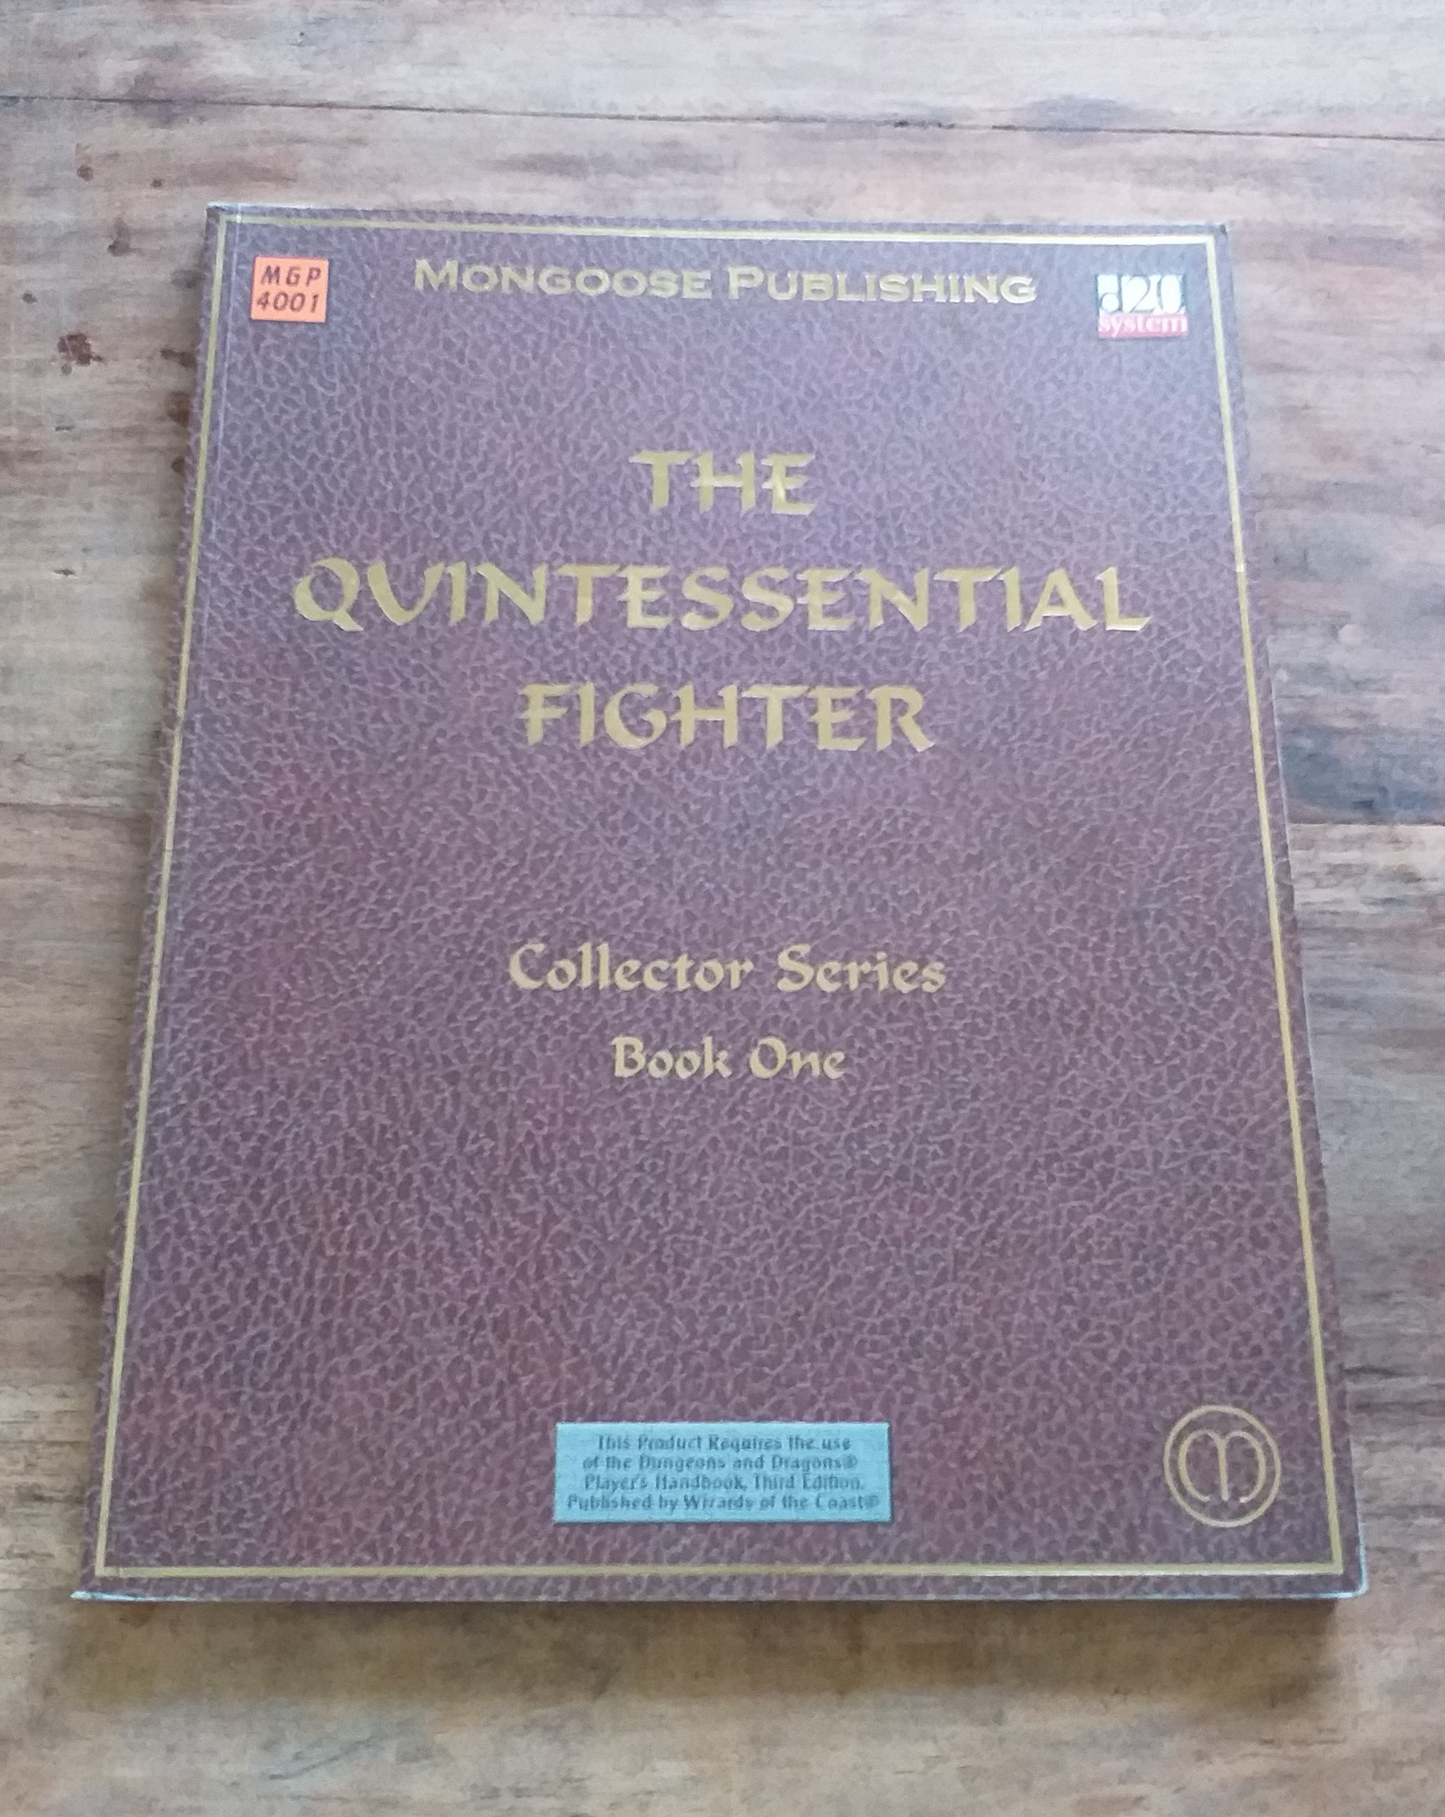 MGP
4001
MONGOOSE PUBLISHING
d20
system
THE
QUINTESSENTIAL
FIGHTER
Collector Series
Book One
This Product Requires the use
of the Dungeons and Dragons®
Player's Handbook, Third Edition.
Published by Wizards of the Coast®